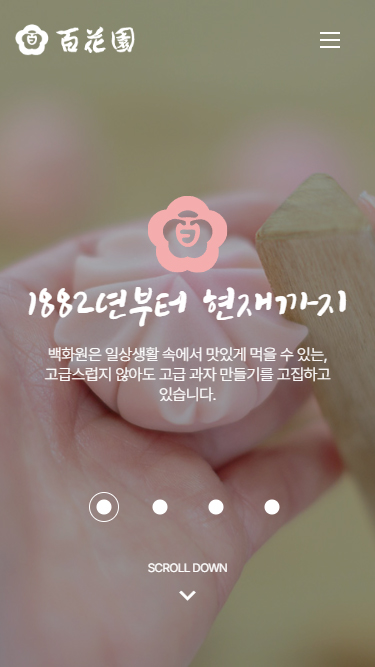 百 百花園
百
1882년부터 현재까지
백화원은 일상생활 속에서 맛있게 먹을 수 있는,
고급스럽지 않아도 고급 과자 만들기를 고집하고
있습니다.
SCROLL DOWN